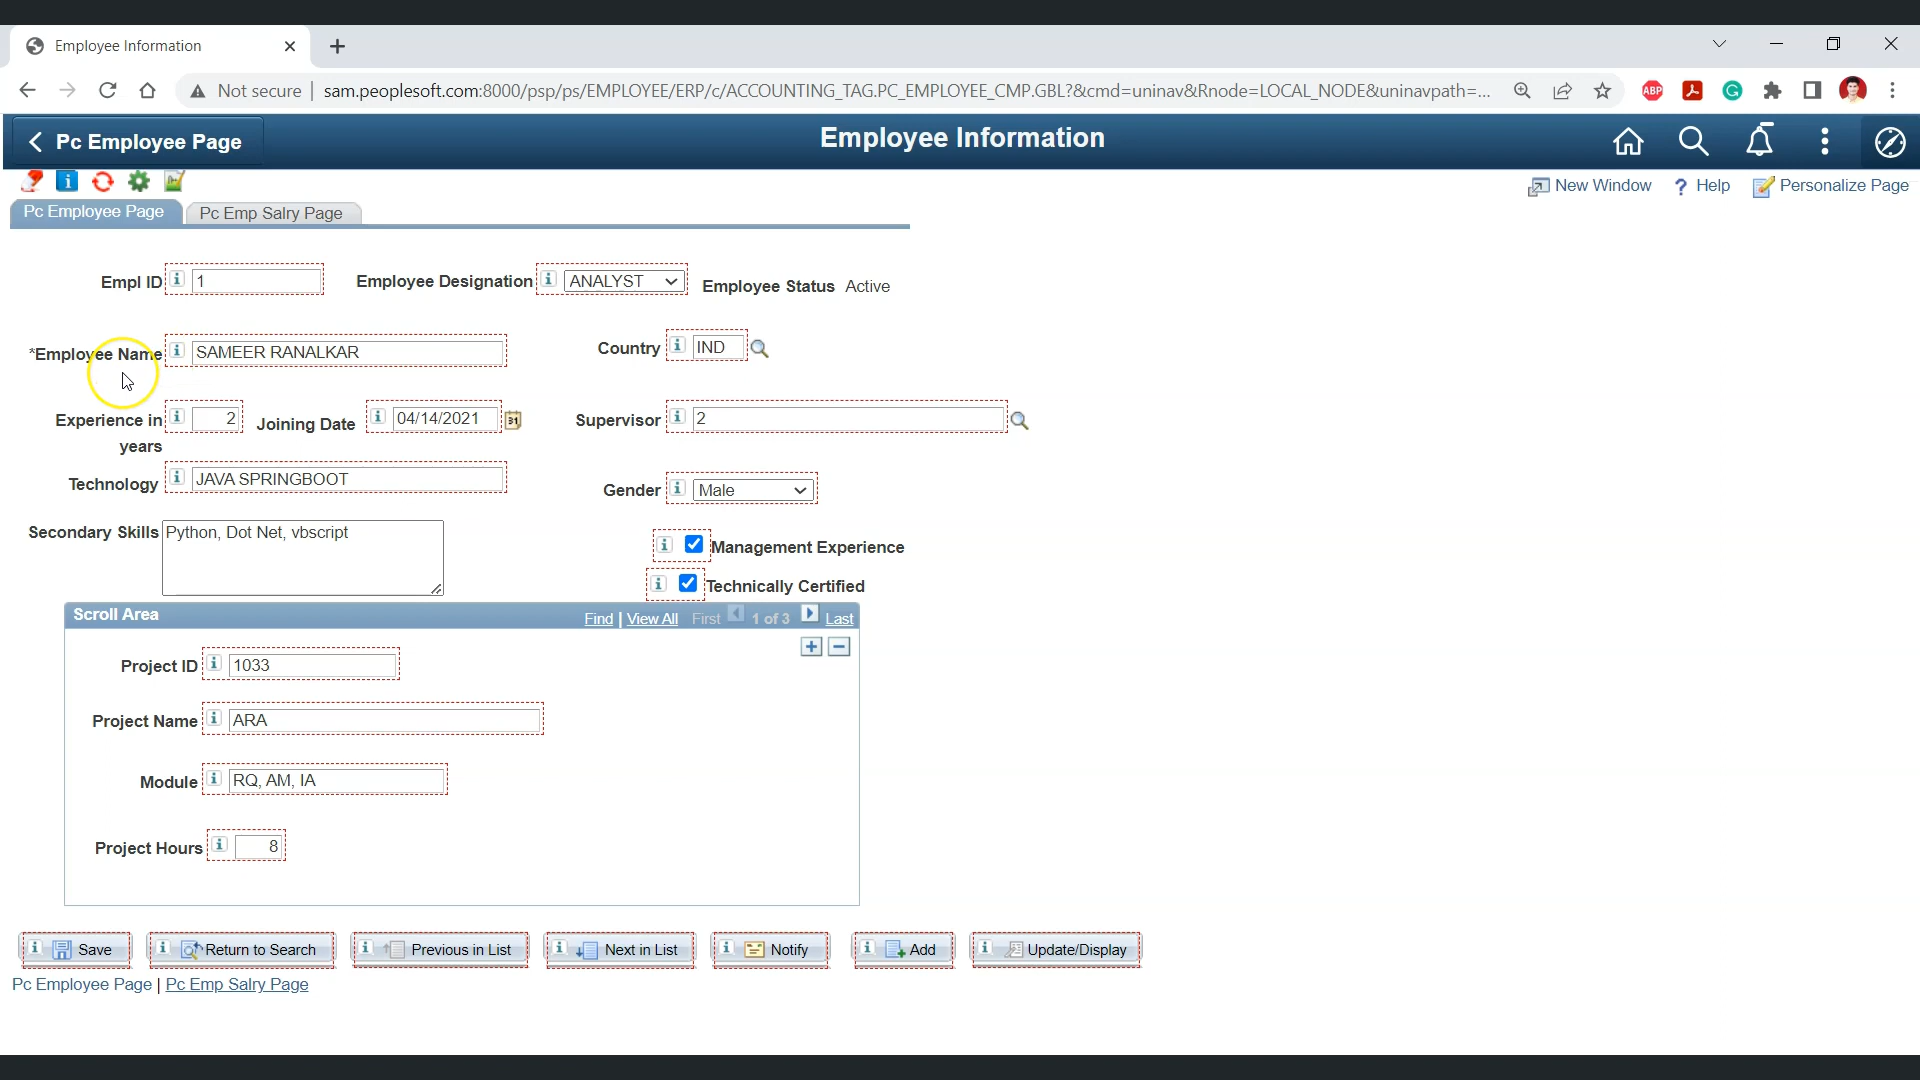 Employee Information
Not secure | sam.peoplesoft.com:8000/psp/ps/EMPLOYEE/ERP/c/ACCOUNTING_TAG.PC_EMPLOYEE_CMP.GBL?&cmd=uninav&Rnode=LOCAL_NODE&uninavpath=... ABP
Pc Employee Page Employee Information
New Window ? Help Personalize Page
Pc Employee Page Pc Emp Salry Page
Empl ID 1 Employee Designation ANALYST Employee Status Active
*Employee Name SAMEER RANALKAR Country IND
Experience in years 2 Joining Date 04/14/2021 31 Supervisor 2
Technology JAVA SPRINGBOOT Gender Male
Secondary Skills Python, Dot Net, vbscript
Management Experience
Technically Certified
Scroll Area Find | View All First 1 of 3 Last
Project ID 1033
Project Name ARA
Module RQ, AM, IA
Project Hours 8
Save Return to Search Previous in List Next in List Notify Add Update/Display
Pc Employee Page | Pc Emp Salry Page